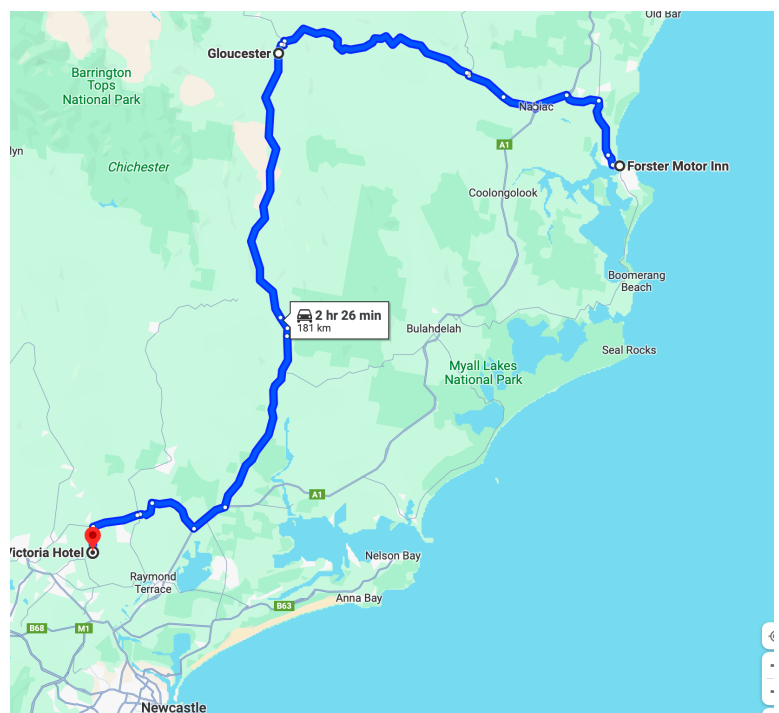 Old Bar
Gloucester
Barrington
Tops
National Park
Nabiac
lyn
A1
Chichester
Forster Motor Inn
Coolongolook
Boomerang
Beach
2 hr 26 min
181 km
Bulahdelah
Seal Rocks
Myall Lakes
National Park
A1
Victoria Hotel
Nelson Bay
Raymond
Terrace
Anna Bay
B63
B68
M1
Newcastle